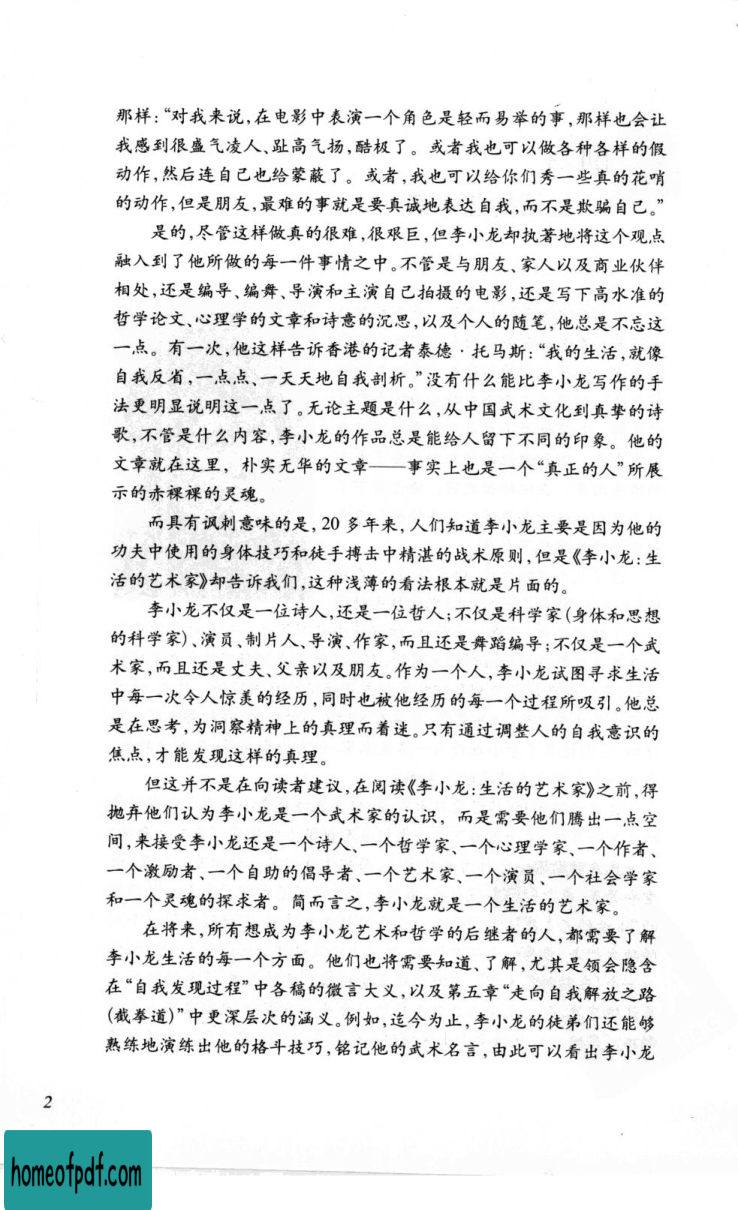 那样：“对我来说，在电影中表演一个角色是轻而易举的事，那样也会让
我感到很盛气凌人、趾高气扬，酷极了。或者我也可以做各种各样的假
动作，然后连自己也给蒙蔽了。或者，我也可以给你们秀一些真的花哨
的动作，但是朋友，最难的事就是要真诚地表达自我，而不是欺骗自己。”
是的，尽管这样做真的很难，很艰巨，但李小龙却执著地将这个观点
融入到了他所做的每一件事情之中。不管是与朋友、家人以及商业伙伴
相处，还是编导、编舞、导演和主演自己拍摄的电影，还是写下高水准的
哲学论文、心理学的文章和诗意的沉思，以及个人的随笔，他总是不忘这
一点。有一次，他这样告诉香港的记者泰德·托马斯：“我的生活，就像
自我反省，一点点、一天天地自我剖析。”没有什么能比李小龙写作的手
法更明显说明这一点了。无论主题是什么，从中国武术文化到真挚的诗
歌，不管是什么内容，李小龙的作品总是能给人留下不同的印象。他的
文章就在这里，朴实无华的文章——事实上也是一个“真正的人”所展
示的赤裸裸的灵魂。
而具有讽刺意味的是，20多年来，人们知道李小龙主要是因为他的
功夫中使用的身体技巧和徒手搏击中精湛的战术原则，但是《李小龙：生
活的艺术家》却告诉我们，这种浅薄的看法根本就是片面的。
李小龙不仅是一位诗人，还是一位哲人；不仅是科学家(身体和思想
的科学家)、演员、制片人、导演、作家，而且还是舞蹈编导；不仅是一个武
术家，而且还是丈夫、父亲以及朋友。作为一个人，李小龙试图寻求生活
中每一次令人惊羡的经历，同时也被他经历的每一个过程所吸引。他总
是在思考，为洞察精神上的真理而着迷。只有通过调整人的自我意识的
焦点，才能发现这样的真理。
但这并不是在向读者建议，在阅读《李小龙：生活的艺术家》之前，得
抛弃他们认为李小龙是一个武术家的认识，而是需要他们腾出一点空
间，来接受李小龙还是一个诗人、一个哲学家、一个心理学家、一个作者、
一个激励者、一个自助的倡导者、一个艺术家、一个演员、一个社会学家
和一个灵魂的探求者。简而言之，李小龙就是一个生活的艺术家。
在将来，所有想成为李小龙艺术和哲学的后继者的人，都需要了解
李小龙生活的每一个方面。他们也将需要知道、了解，尤其是领会隐含
在“自我发现过程”中各稿的微言大义，以及第五章“走向自我解放之路
(截拳道)”中更深层次的涵义。例如，迄今为止，李小龙的徒弟们还能够
熟练地演练出他的格斗技巧，铭记他的武术名言，由此可以看出李小龙
2
homeofpdf.com